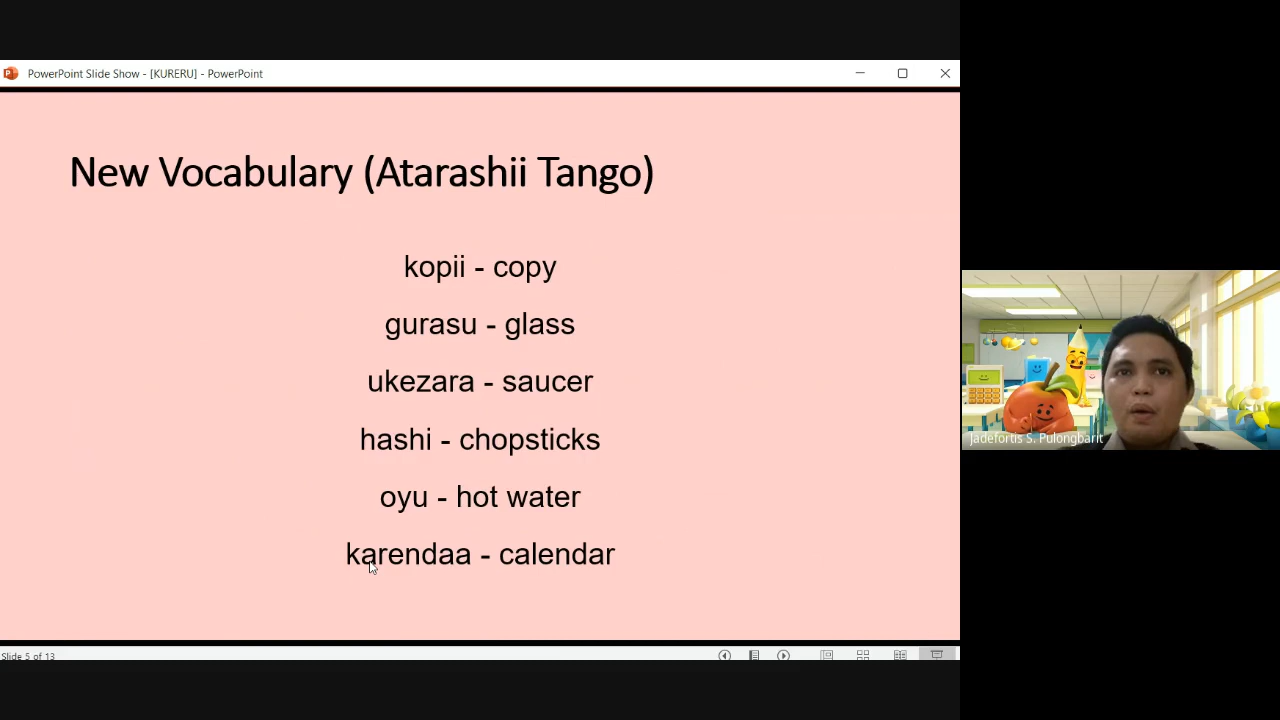 PowerPoint Slide Show - [KURERU] - PowerPoint
New Vocabulary (Atarashii Tango)
kopii - copy
gurasu - glass
ukezara - saucer
hashi - chopsticks
oyu - hot water
karendaa - calendar
Jadefortis S. Pulongbarit
Slide 5 of 13